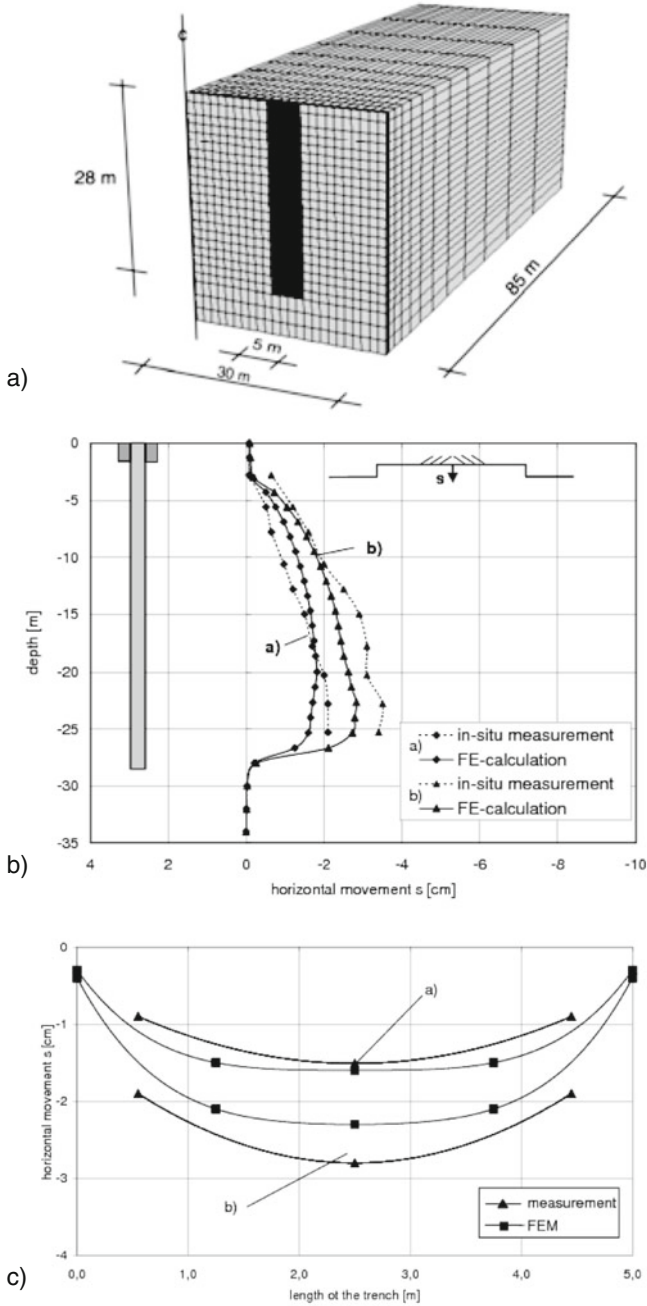 C
28 m
5 m
30 m
85 m
a)
0
-5
-10
-15
-20
-25
-30
-35
depth [m]
s
b)
a)
a)
in-situ measurement
FE-calculation
b)
in-situ measurement
FE-calculation
4 2 0 -2 -4 -6 -8 -10
horizontal movement s [cm]
b)
0
-1
-2
-3
-4
horizontal movement s [cm]
a)
b)
measurement
FEM
0,0 1,0 2,0 3,0 4,0 5,0
length ot the trench [m]
c)